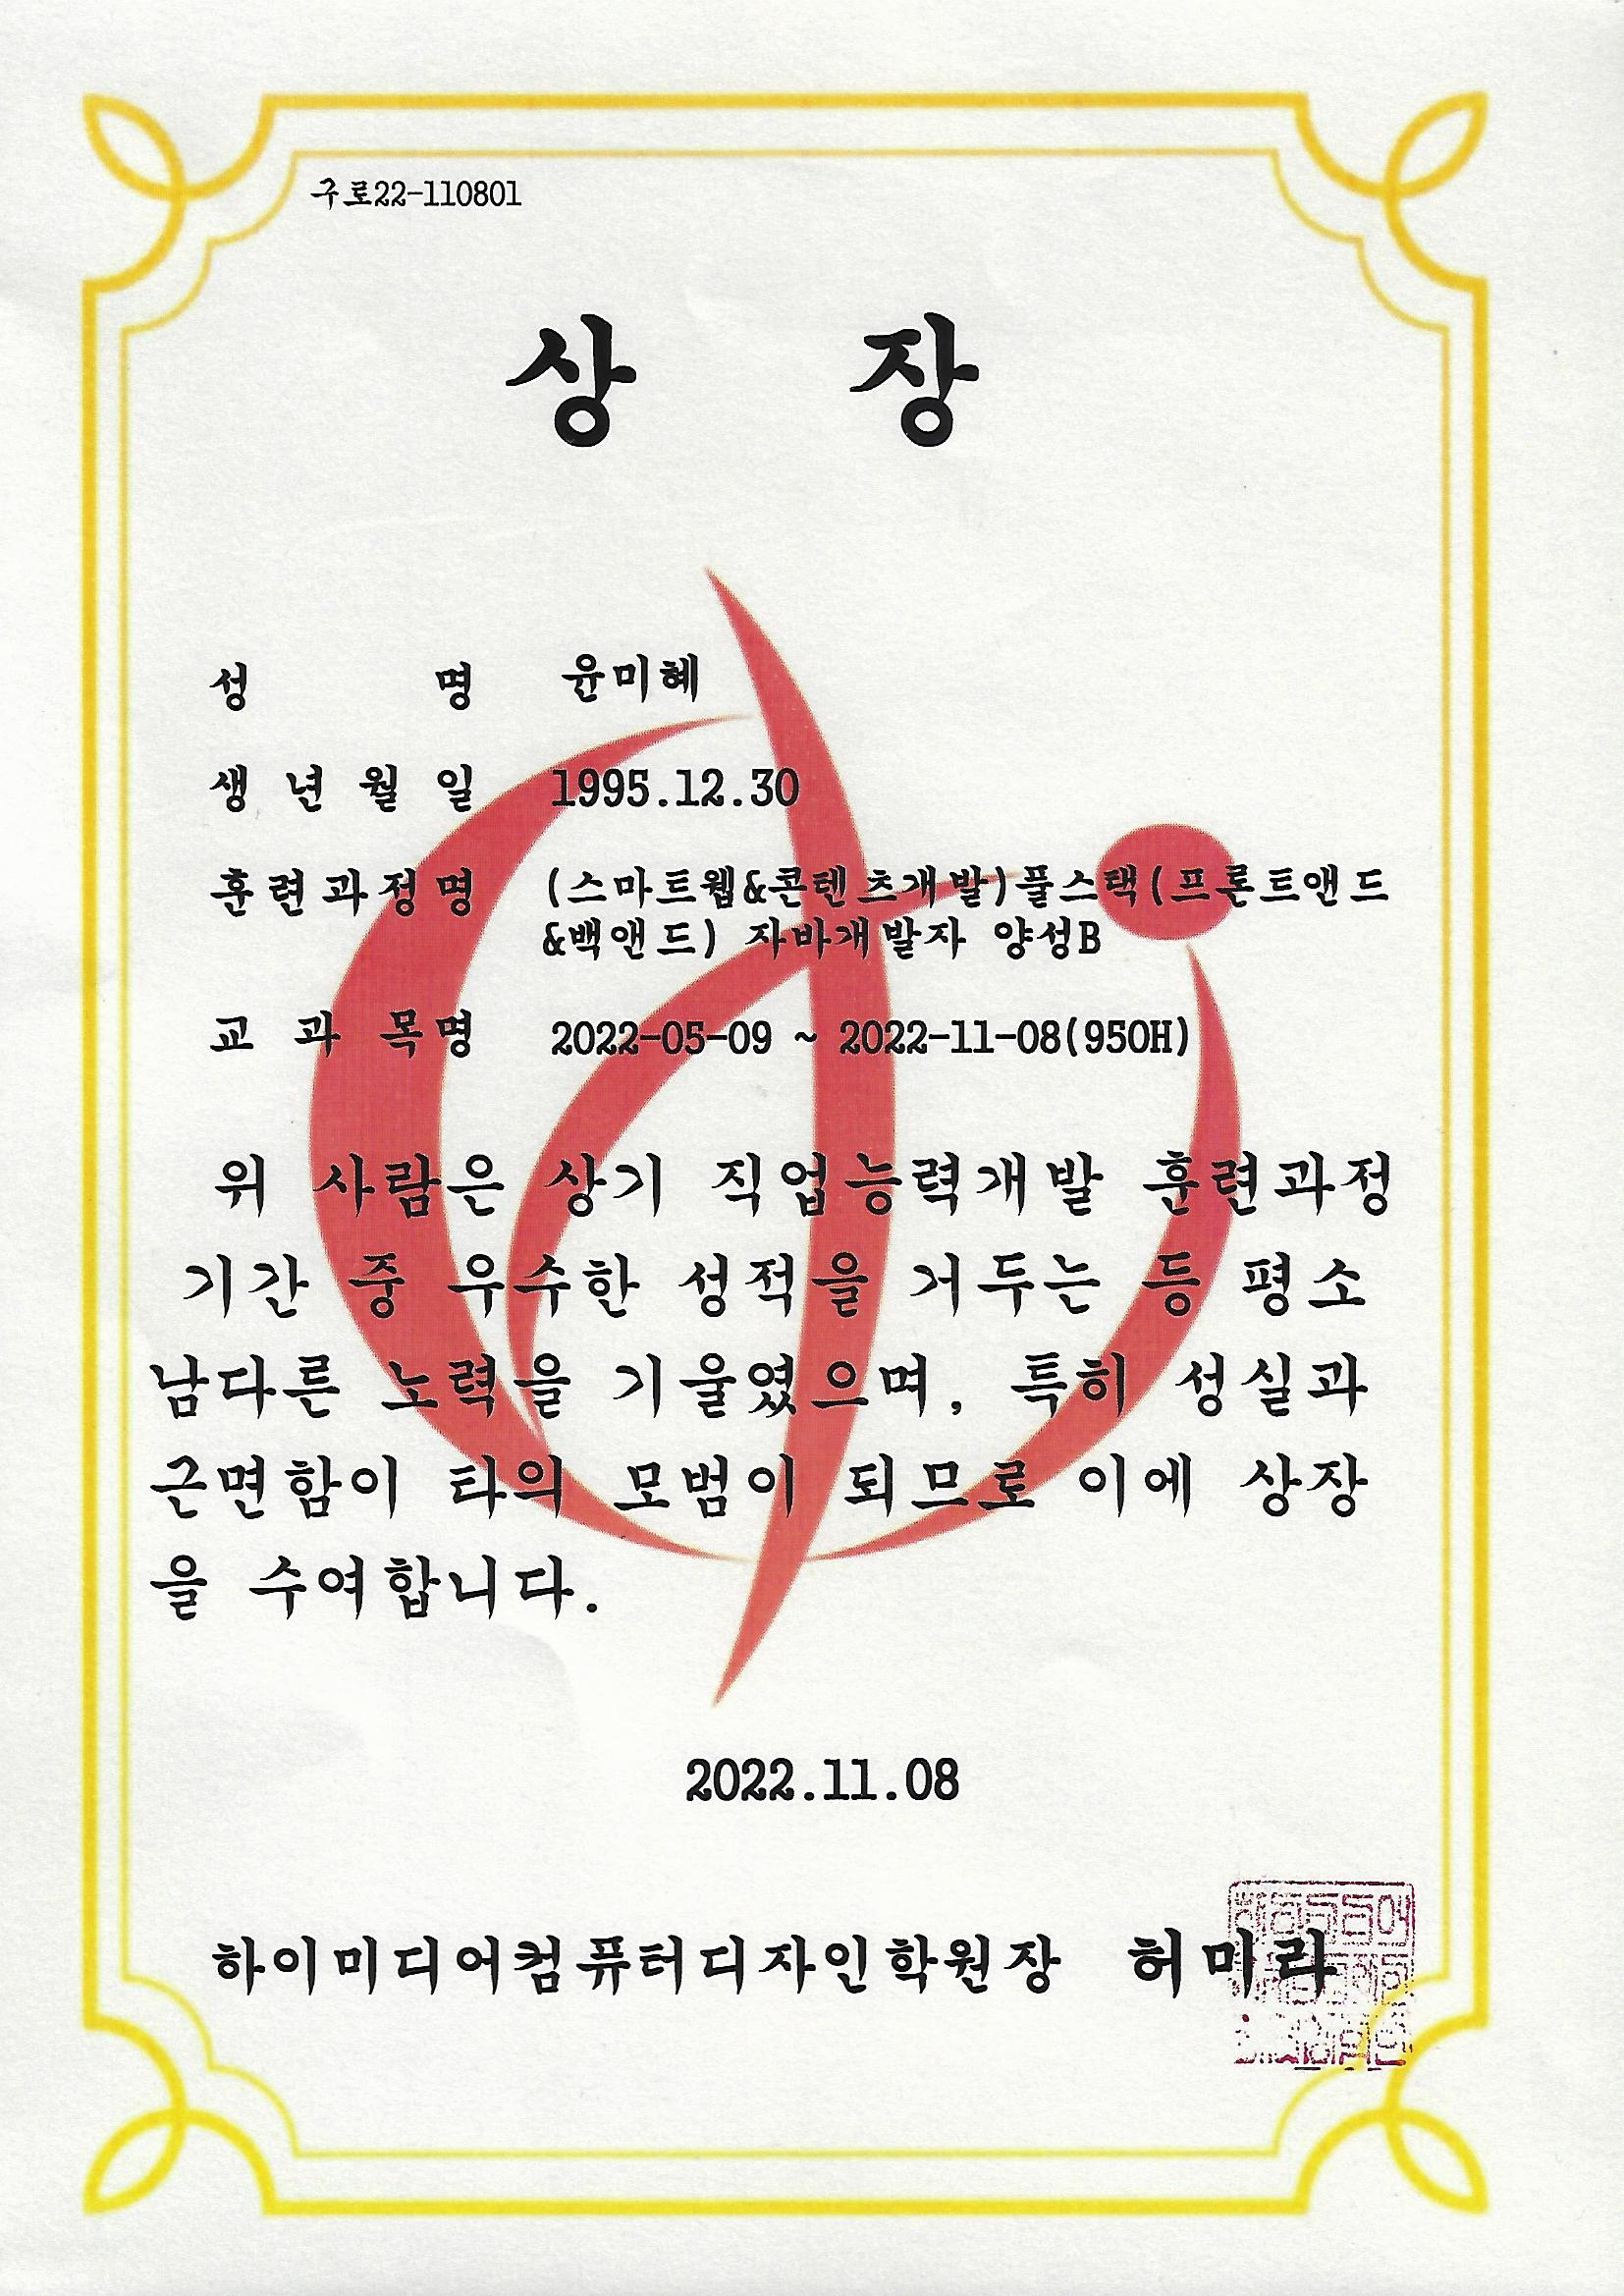 구로22-110801
상 장
성 명 윤미혜
생 년 월 일 1995.12.30
훈련과정명 (스마트웹&콘텐츠개발)풀스택(프론트앤드
&백앤드) 자바개발자 양성B
교 과 목명 2022-05-09 ~ 2022-11-08(950H)
위 사람은 상기 직업능력개발 훈련과정
기간 중 우수한 성적을 거두는 등 평소
남다른 노력을 기울였으며, 특히 성실과
근면함이 타의 모범이 되므로 이에 상장
을 수여합니다.
2022.11.08
하이미디어컴퓨터디자인학원장 허미라